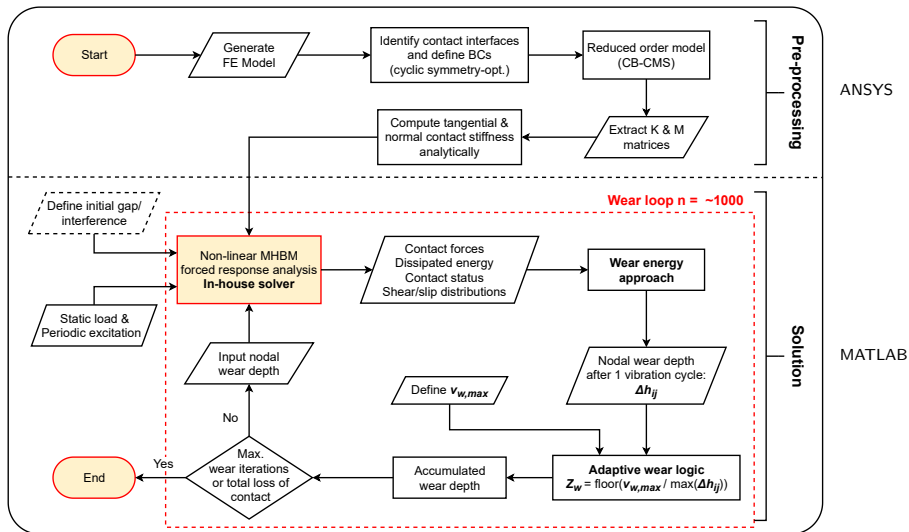 Start
Generate
FE Model
Identify contact interfaces
and define BCs
(cyclic symmetry-opt.)
Reduced order model
(CB-CMS)
Extract K & M
matrices
Compute tangential &
normal contact stiffness
analytically
Pre-processing
ANSYS
Wear loop n = ~1000
Define initial gap/
interference
Static load &
Periodic excitation
Non-linear MHBM
forced response analysis
In-house solver
Contact forces
Dissipated energy
Contact status
Shear/slip distributions
Wear energy
approach
Nodal wear depth
after 1 vibration cycle:
Δh_ij
Define v_w,max
Adaptive wear logic
Z_w = floor(v_w,max / max(Δh_ij))
Accumulated
wear depth
Max.
wear iterations
or total loss of
contact
No
Input nodal
wear depth
Yes
End
Solution
MATLAB